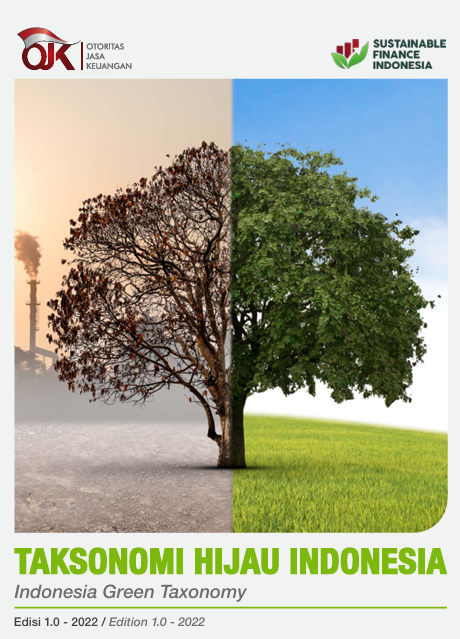 OJK
OTORITAS
JASA
KEUANGAN
SUSTAINABLE
FINANCE
INDONESIA
TAKSONOMI HIJAU INDONESIA
Indonesia Green Taxonomy
Edisi 1.0 - 2022 / Edition 1.0 - 2022